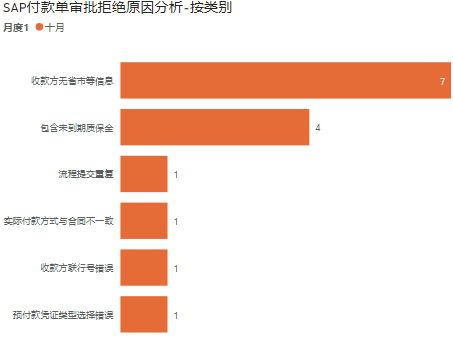 SAP付款单审批拒绝原因分析-按类别
月度1 十月
收款方无省市等信息 7
包含未到期质保金 4
流程提交重复 1
实际付款方式与合同不一致 1
收款方联行号错误 1
预付款凭证类型选择错误 1